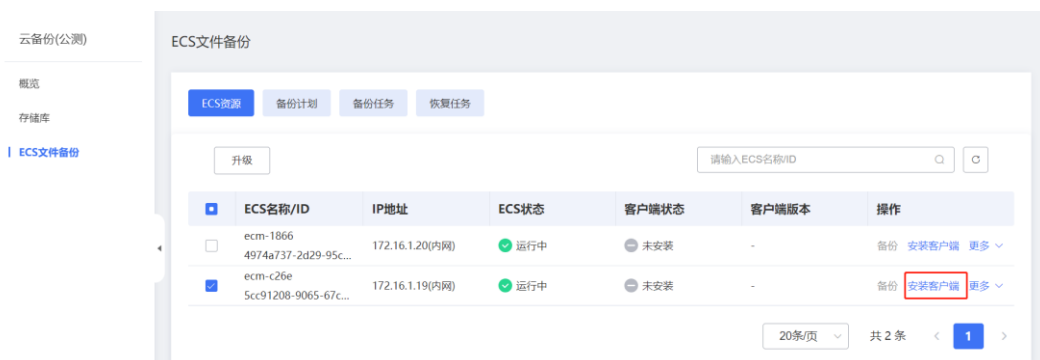 云备份(公测)
ECS文件备份
概览
存储库
ECS文件备份
ECS资源 备份计划 备份任务 恢复任务
升级 请输入ECS名称/ID
ECS名称/ID IP地址 ECS状态 客户端状态 客户端版本 操作
ecm-1866
4974a737-2d29-95c...
172.16.1.20(内网) 运行中 未安装 - 备份 安装客户端 更多
ecm-c26e
5cc91208-9065-67c...
172.16.1.19(内网) 运行中 未安装 - 备份 安装客户端 更多
20条/页 共 2 条 < 1 >